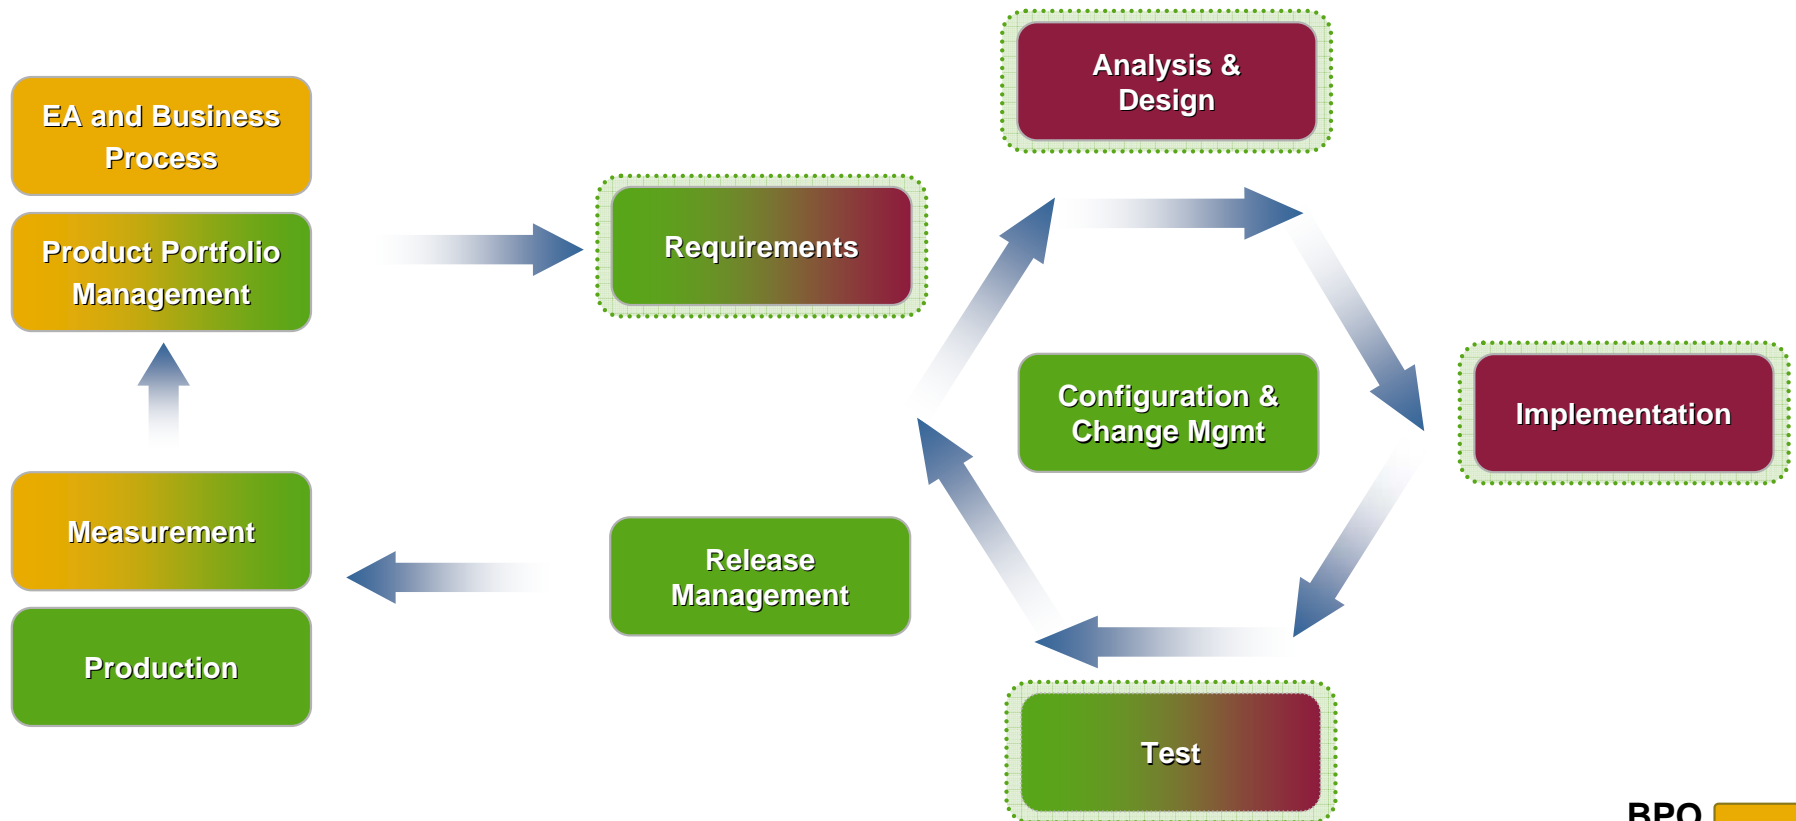 Analysis &
Design
EA and Business
Process
Product Portfolio
Management
Requirements
Configuration &
Change Mgmt
Implementation
Measurement
Release
Management
Production
Test
BPO